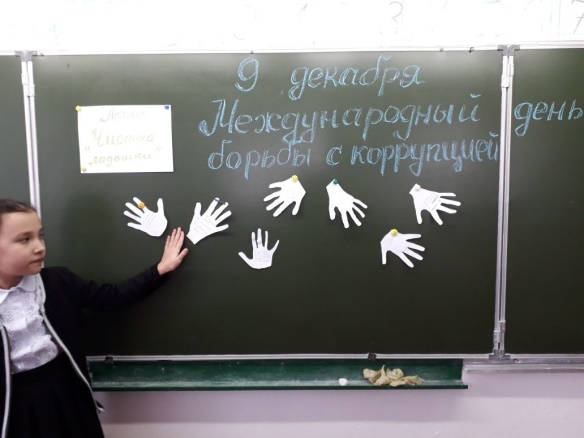 9 декабря
Международный день
борьбы с коррупцией
Акция
"Чистые
ладошки"